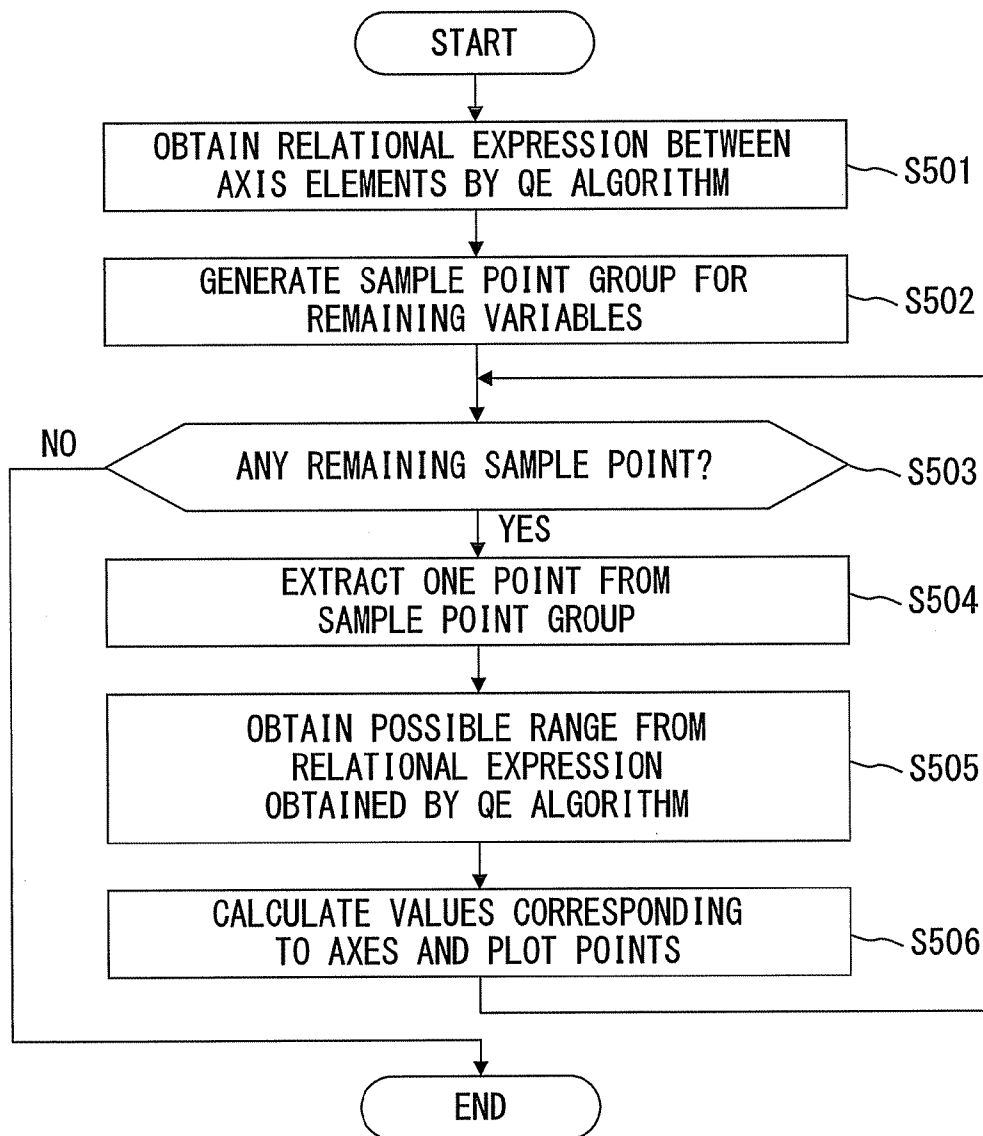 START
OBTAIN RELATIONAL EXPRESSION BETWEEN
AXIS ELEMENTS BY QE ALGORITHM
S501
GENERATE SAMPLE POINT GROUP FOR
REMAINING VARIABLES
S502
NO
ANY REMAINING SAMPLE POINT?
S503
YES
EXTRACT ONE POINT FROM
SAMPLE POINT GROUP
S504
OBTAIN POSSIBLE RANGE FROM
RELATIONAL EXPRESSION
OBTAINED BY QE ALGORITHM
S505
CALCULATE VALUES CORRESPONDING
TO AXES AND PLOT POINTS
S506
END